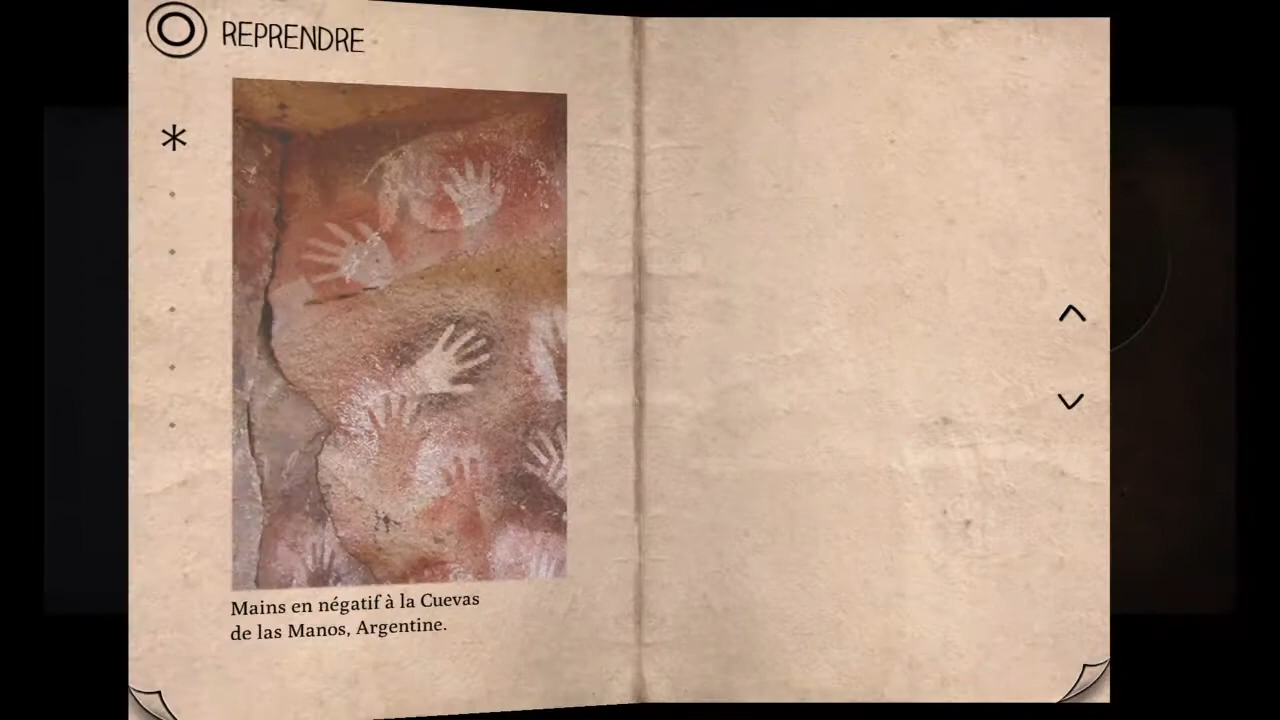 REPRENDRE
Mains en négatif à la Cuevas
de las Manos, Argentine.